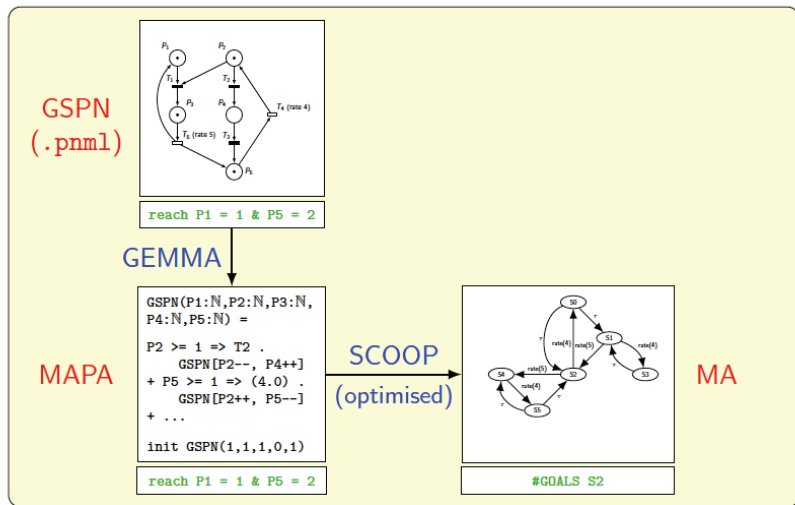 GSPN
(.pnml)
P1
P2
T1
T2
P3
P4
T4 (rate 4)
T5 (rate 5)
T3
P5
reach P1 = 1 & P5 = 2
GEMMA
MAPA
GSPN(P1:ℕ,P2:ℕ,P3:ℕ,
P4:ℕ,P5:ℕ) =
P2 >= 1 => T2 .
GSPN[P2--, P4++]
+ P5 >= 1 => (4.0) .
GSPN[P2++, P5--]
+ ...
init GSPN(1,1,1,0,1)
reach P1 = 1 & P5 = 2
SCOOP
(optimised)
S0
τ
τ
S1
rate(4)
rate(5)
rate(4)
rate(5)
τ
S4
S2
S3
rate(4)
τ
τ
S5
#GOALS S2
MA